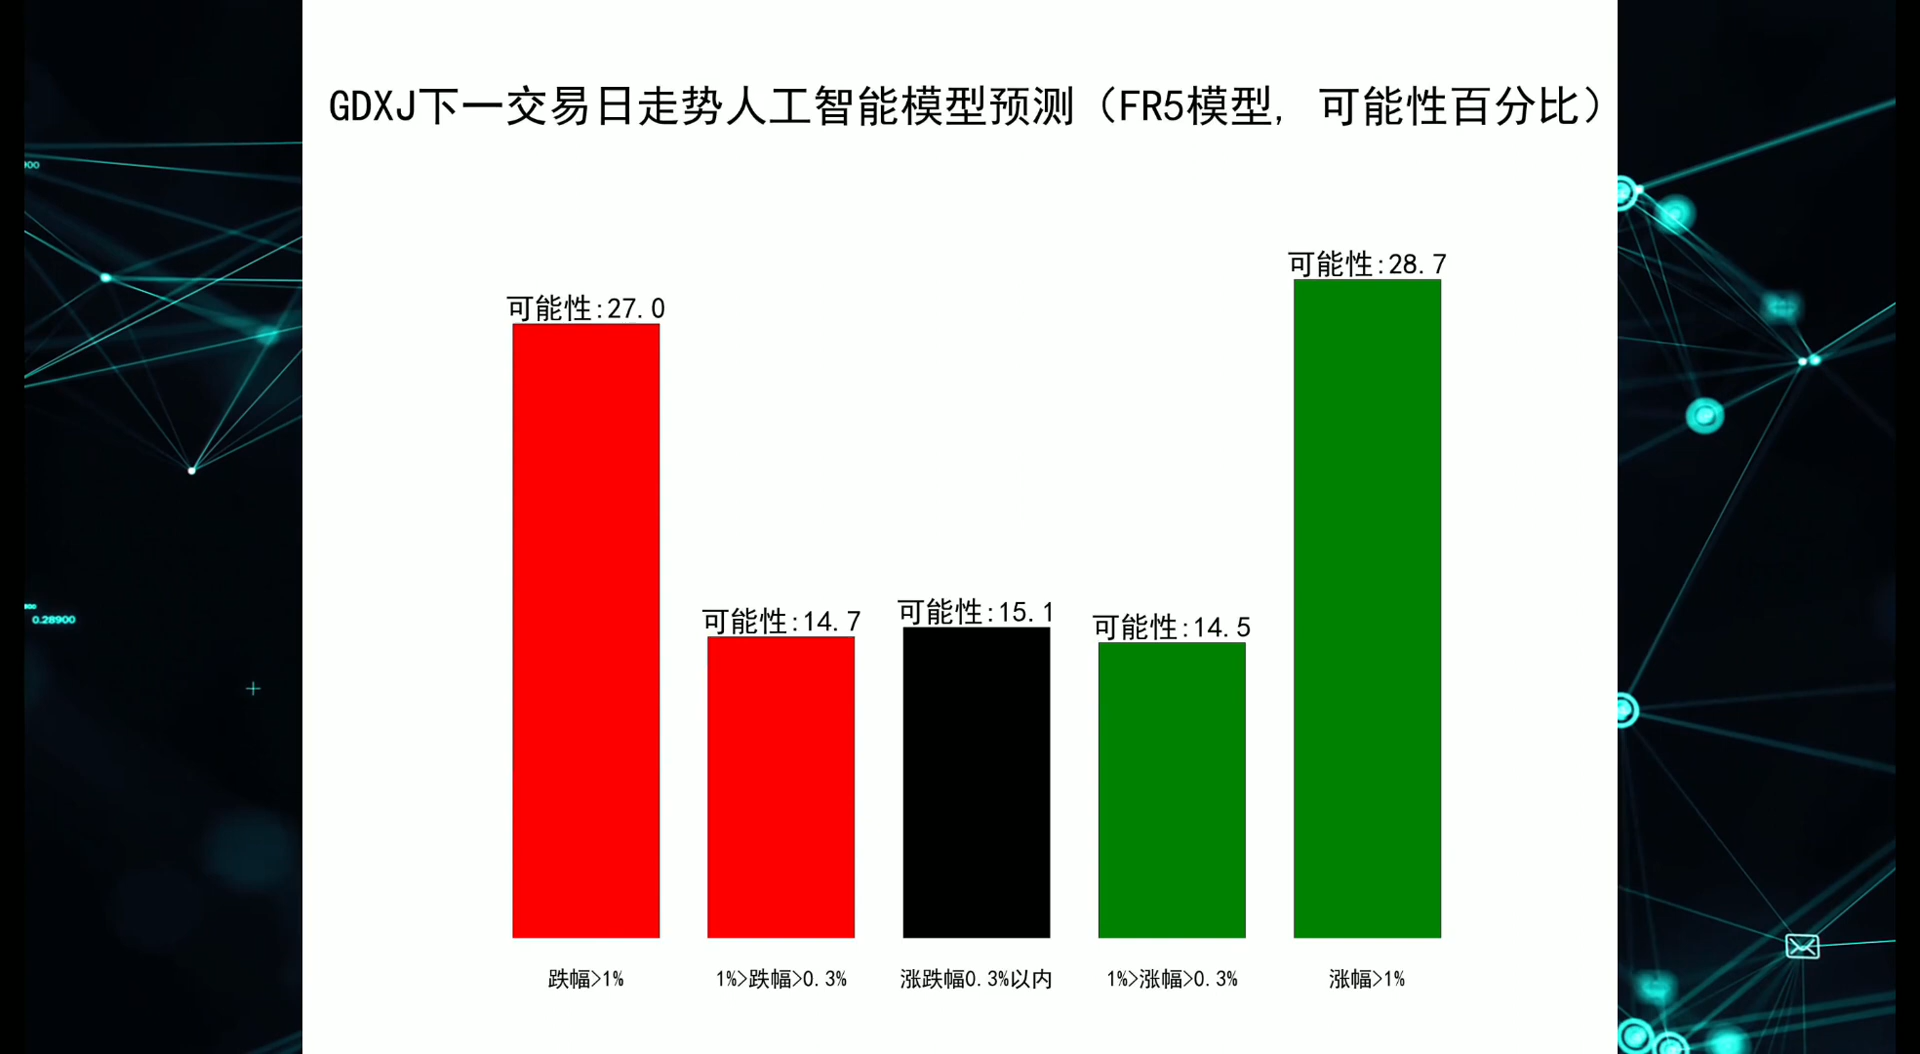 GDXJ下一交易日走势人工智能模型预测（FR5模型, 可能性百分比）
可能性:28.7
可能性:27.0
可能性:15.1
可能性:14.7
可能性:14.5
跌幅>1%
1%>跌幅>0.3%
涨跌幅0.3%以内
1%>涨幅>0.3%
涨幅>1%
0.28900